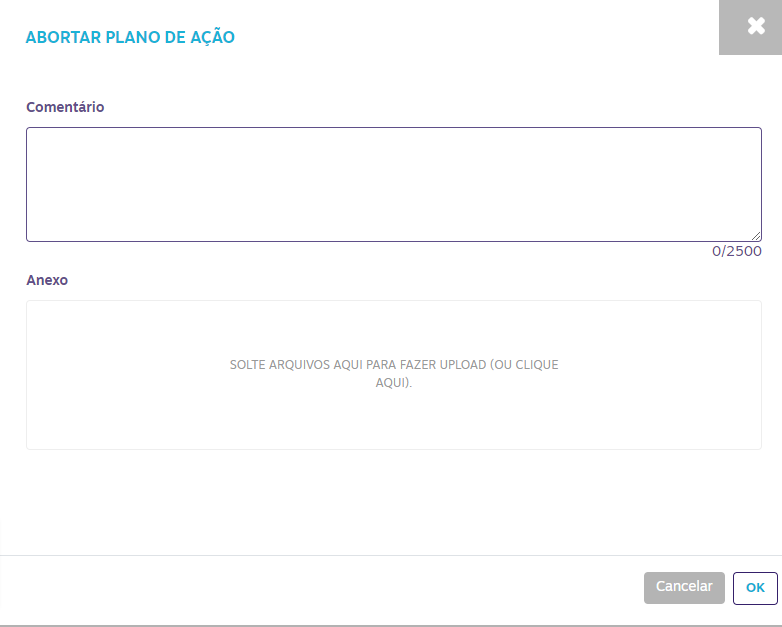 ABORTAR PLANO DE AÇÃO
Comentário
0/2500
Anexo
SOLTE ARQUIVOS AQUI PARA FAZER UPLOAD (OU CLIQUE
AQUI).
Cancelar
OK